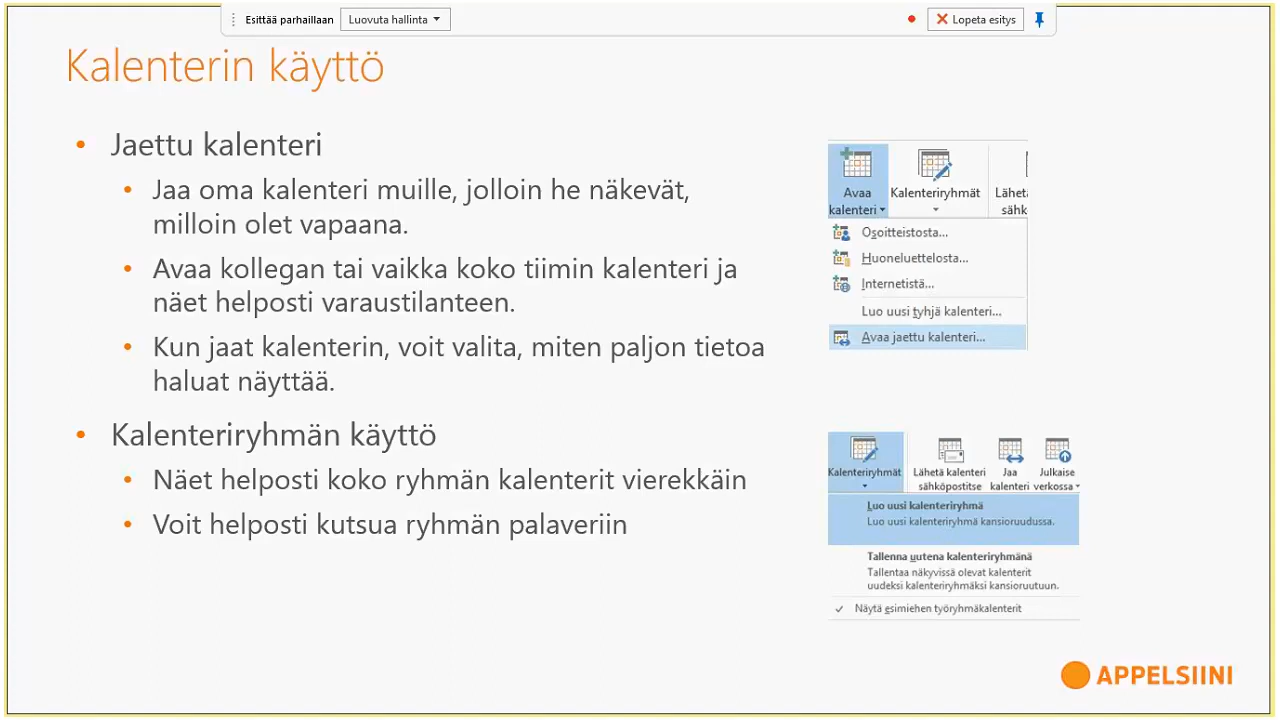 Esittää parhaillaan Luovuta hallinta Lopeta esitys
Kalenterin käyttö
• Jaettu kalenteri
• Jaa oma kalenteri muille, jolloin he näkevät,
milloin olet vapaana.
• Avaa kollegan tai vaikka koko tiimin kalenteri ja
näet helposti varaustilanteen.
• Kun jaat kalenterin, voit valita, miten paljon tietoa
haluat näyttää.
• Kalenteriryhmän käyttö
• Näet helposti koko ryhmän kalenterit vierekkäin
• Voit helposti kutsua ryhmän palaveriin
Avaa Kalenteriryhmät Lähetä
kalenteri sähk
Osoitteistosta...
Huoneluettelosta...
Internetistä...
Luo uusi tyhjä kalenteri...
Avaa jaettu kalenteri...
Kalenteriryhmät Lähetä kalenteri Jaa Julkaise
sähköpostitse kalenteri verkossa
Luo uusi kalenteriryhmä
Luo uusi kalenteriryhmä kansioruudussa.
Tallenna uutena kalenteriryhmänä
Tallentaa näkyvissä olevat kalenterit
uudeksi kalenteriryhmäksi kansioruutuun.
Näytä esimiehen työryhmäkalenterit
APPELSIINI